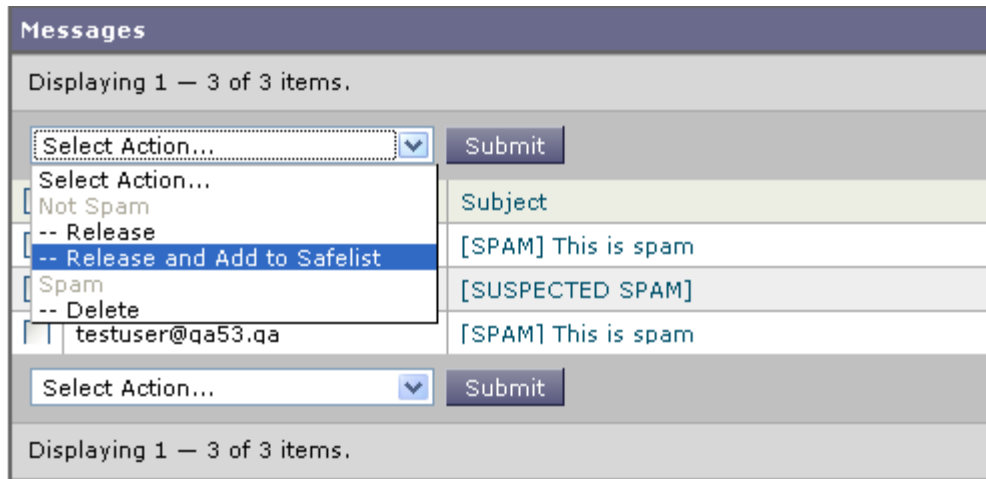 Messages
Displaying 1 — 3 of 3 items.
Select Action... Submit
Select Action...
Not Spam
-- Release
-- Release and Add to Safelist
Spam
-- Delete
Subject
[SPAM] This is spam
[SUSPECTED SPAM]
testuser@qa53.qa [SPAM] This is spam
Select Action... Submit
Displaying 1 — 3 of 3 items.